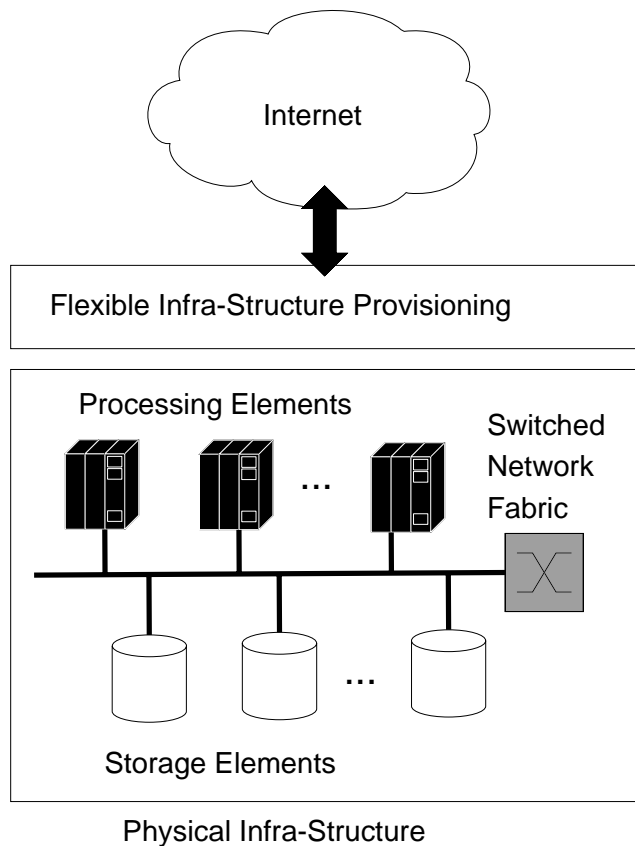 Internet
Flexible Infra-Structure Provisioning
Processing Elements
Switched
Network
Fabric
...
...
Storage Elements
Physical Infra-Structure